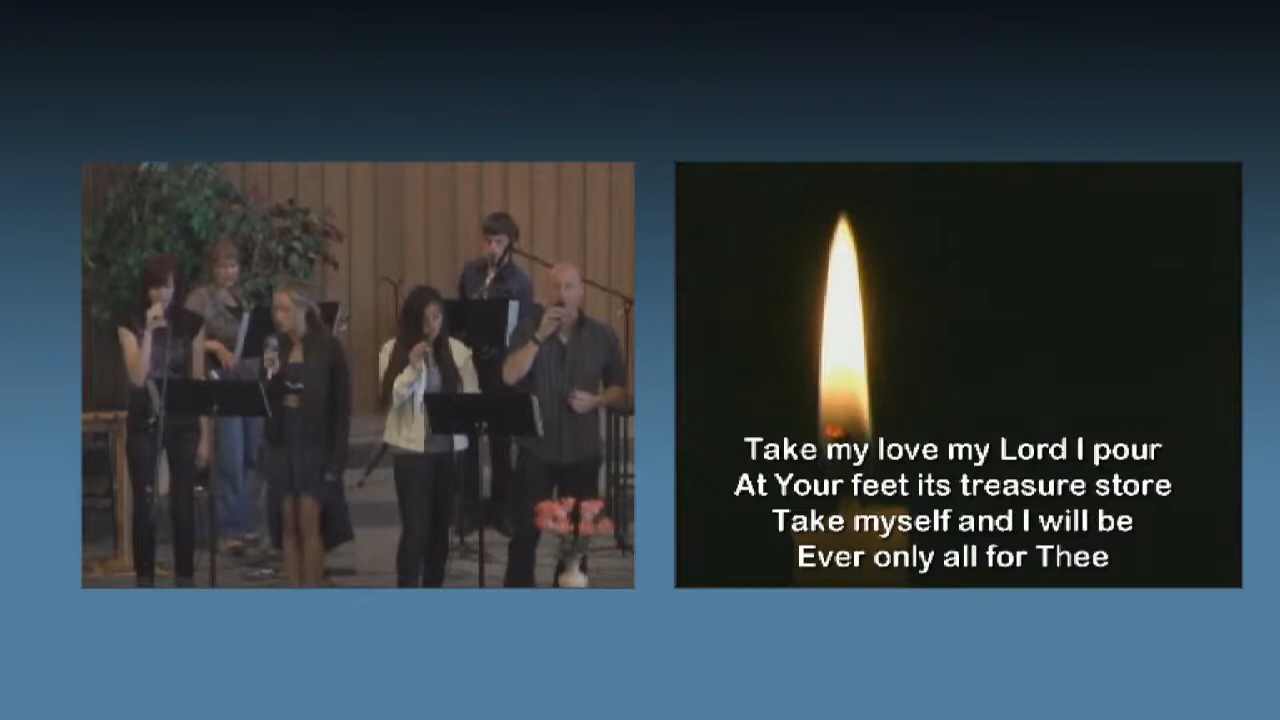 Take my love my Lord I pour
At Your feet its treasure store
Take myself and I will be
Ever only all for Thee